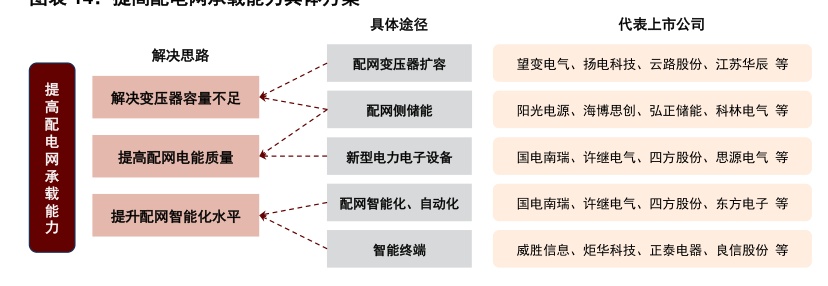 图表 14：提高配电网承载能力具体方案
具体途径
代表上市公司
解决思路
提高配电网承载能力
解决变压器容量不足
提高配网电能质量
提升配网智能化水平
配网变压器扩容
望变电气、扬电科技、云路股份、江苏华辰 等
配网侧储能
阳光电源、海博思创、弘正储能、科林电气 等
新型电力电子设备
国电南瑞、许继电气、四方股份、思源电气 等
配网智能化、自动化
国电南瑞、许继电气、四方股份、东方电子 等
智能终端
威胜信息、炬华科技、正泰电器、良信股份 等